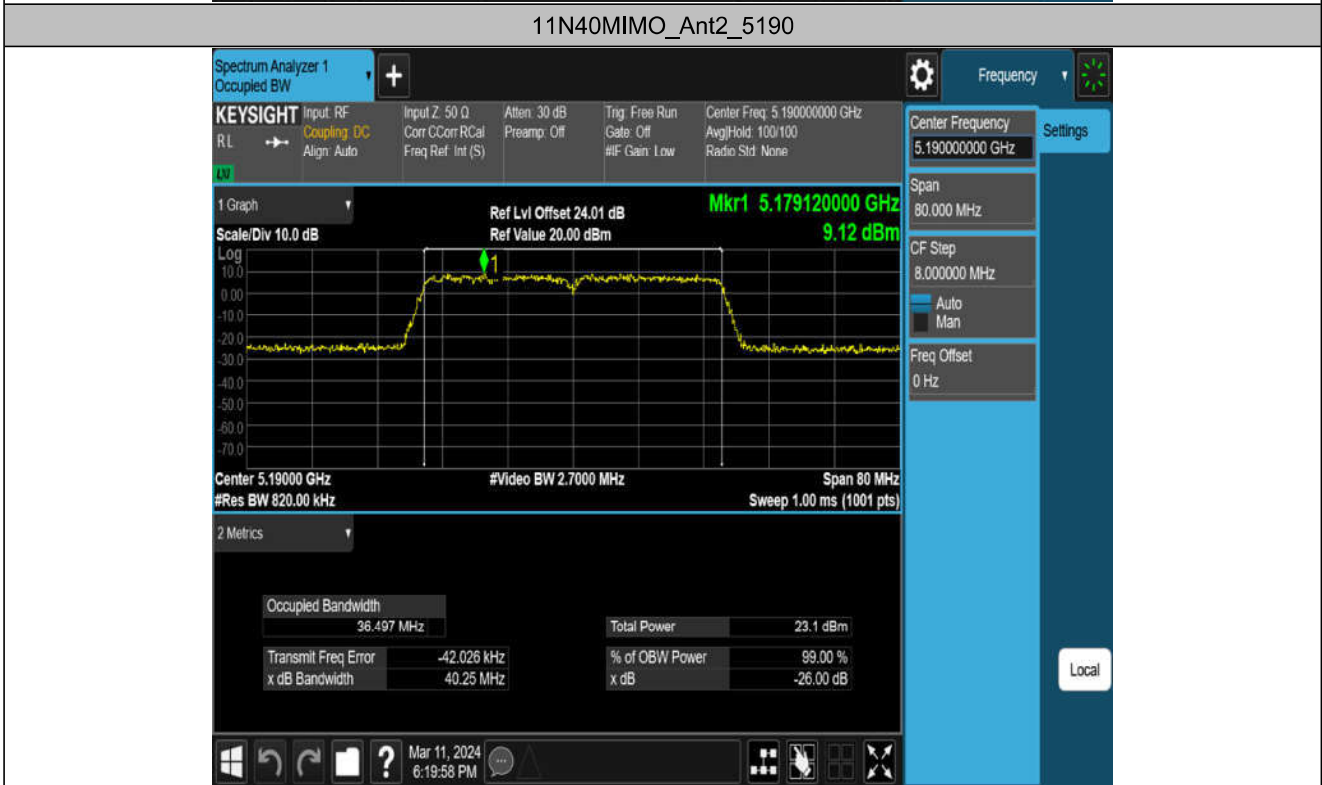 11N40MIMO_Ant2_5190
Spectrum Analyzer 1
Occupied BW
Frequency
KEYSIGHT
RL
Input: RF
Coupling: DC
Align: Auto
Input Z: 50 Ω
Corr CCorr RCal
Freq Ref: Int (S)
Atten: 30 dB
Preamp: Off
Trig: Free Run
Gate: Off
#IF Gain: Low
Center Freq: 5.190000000 GHz
Avg|Hold: 100/100
Radio Std: None
Center Frequency
5.190000000 GHz
Settings
Span
80.000 MHz
CF Step
8.000000 MHz
Auto
Man
Freq Offset
0 Hz
Local
1 Graph
Scale/Div 10.0 dB
Ref Lvl Offset 24.01 dB
Ref Value 20.00 dBm
Mkr1 5.179120000 GHz
9.12 dBm
Log
10.0
0.00
-10.0
-20.0
-30.0
-40.0
-50.0
-60.0
-70.0
1
Center 5.19000 GHz
#Video BW 2.7000 MHz
Span 80 MHz
#Res BW 820.00 kHz
Sweep 1.00 ms (1001 pts)
2 Metrics
Occupied Bandwidth
36.497 MHz
Total Power 23.1 dBm
Transmit Freq Error -42.026 kHz
% of OBW Power 99.00 %
x dB Bandwidth 40.25 MHz
x dB -26.00 dB
Mar 11, 2024
6:19:58 PM